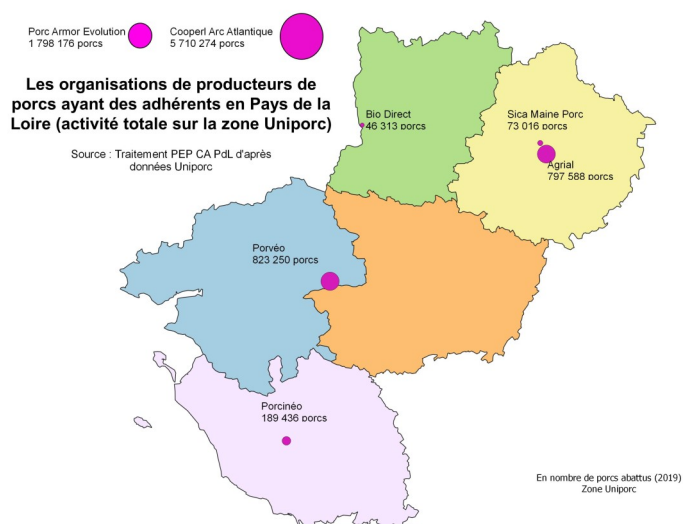 Porc Armor Evolution
1 798 176 porcs
Cooperl Arc Atlantique
5 710 274 porcs
Les organisations de producteurs de
porcs ayant des adhérents en Pays de la
Loire (activité totale sur la zone Uniporc)
Source : Traitement PEP CA PdL d'après
données Uniporc
Bio Direct
46 313 porcs
Sica Maine Porc
73 016 porcs
Agrial
797 588 porcs
Porvéo
823 250 porcs
Porcinéo
189 436 porcs
En nombre de porcs abattus (2019)
Zone Uniporc